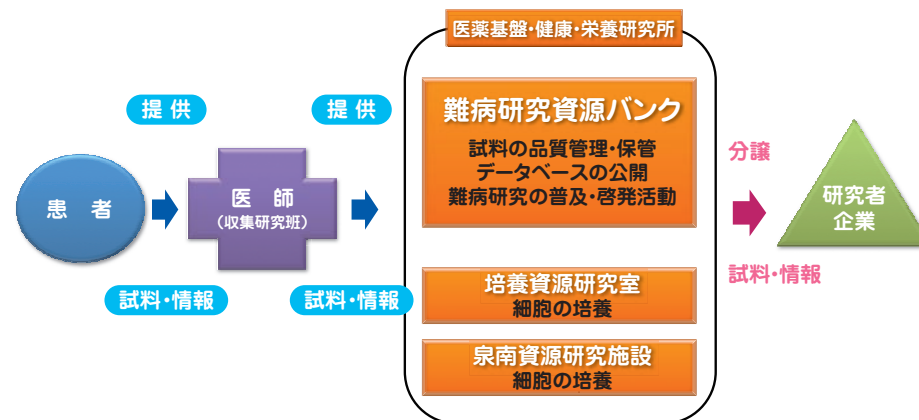 医薬基盤・健康・栄養研究所
提 供
提 供
難病研究資源バンク
試料の品質管理・保管
データベースの公開
難病研究の普及・啓発活動
分譲
患 者
医 師
(収集研究班)
研究者
企業
試料・情報
試料・情報
試料・情報
培養資源研究室
細胞の培養
泉南資源研究施設
細胞の培養